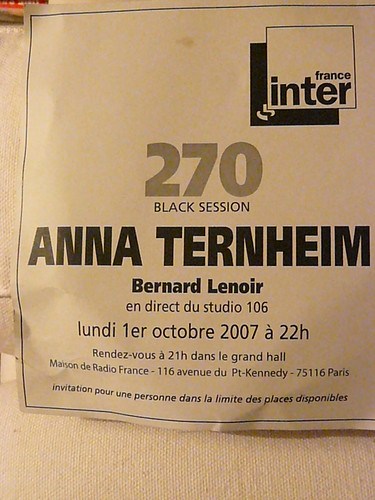 france
inter
270
BLACK SESSION
ANNA TERNHEIM
Bernard Lenoir
en direct du studio 106
lundi 1er octobre 2007 à 22h
Rendez-vous à 21h dans le grand hall
Maison de Radio France - 116 avenue du Pt-Kennedy - 75116 Paris
invitation pour une personne dans la limite des places disponibles